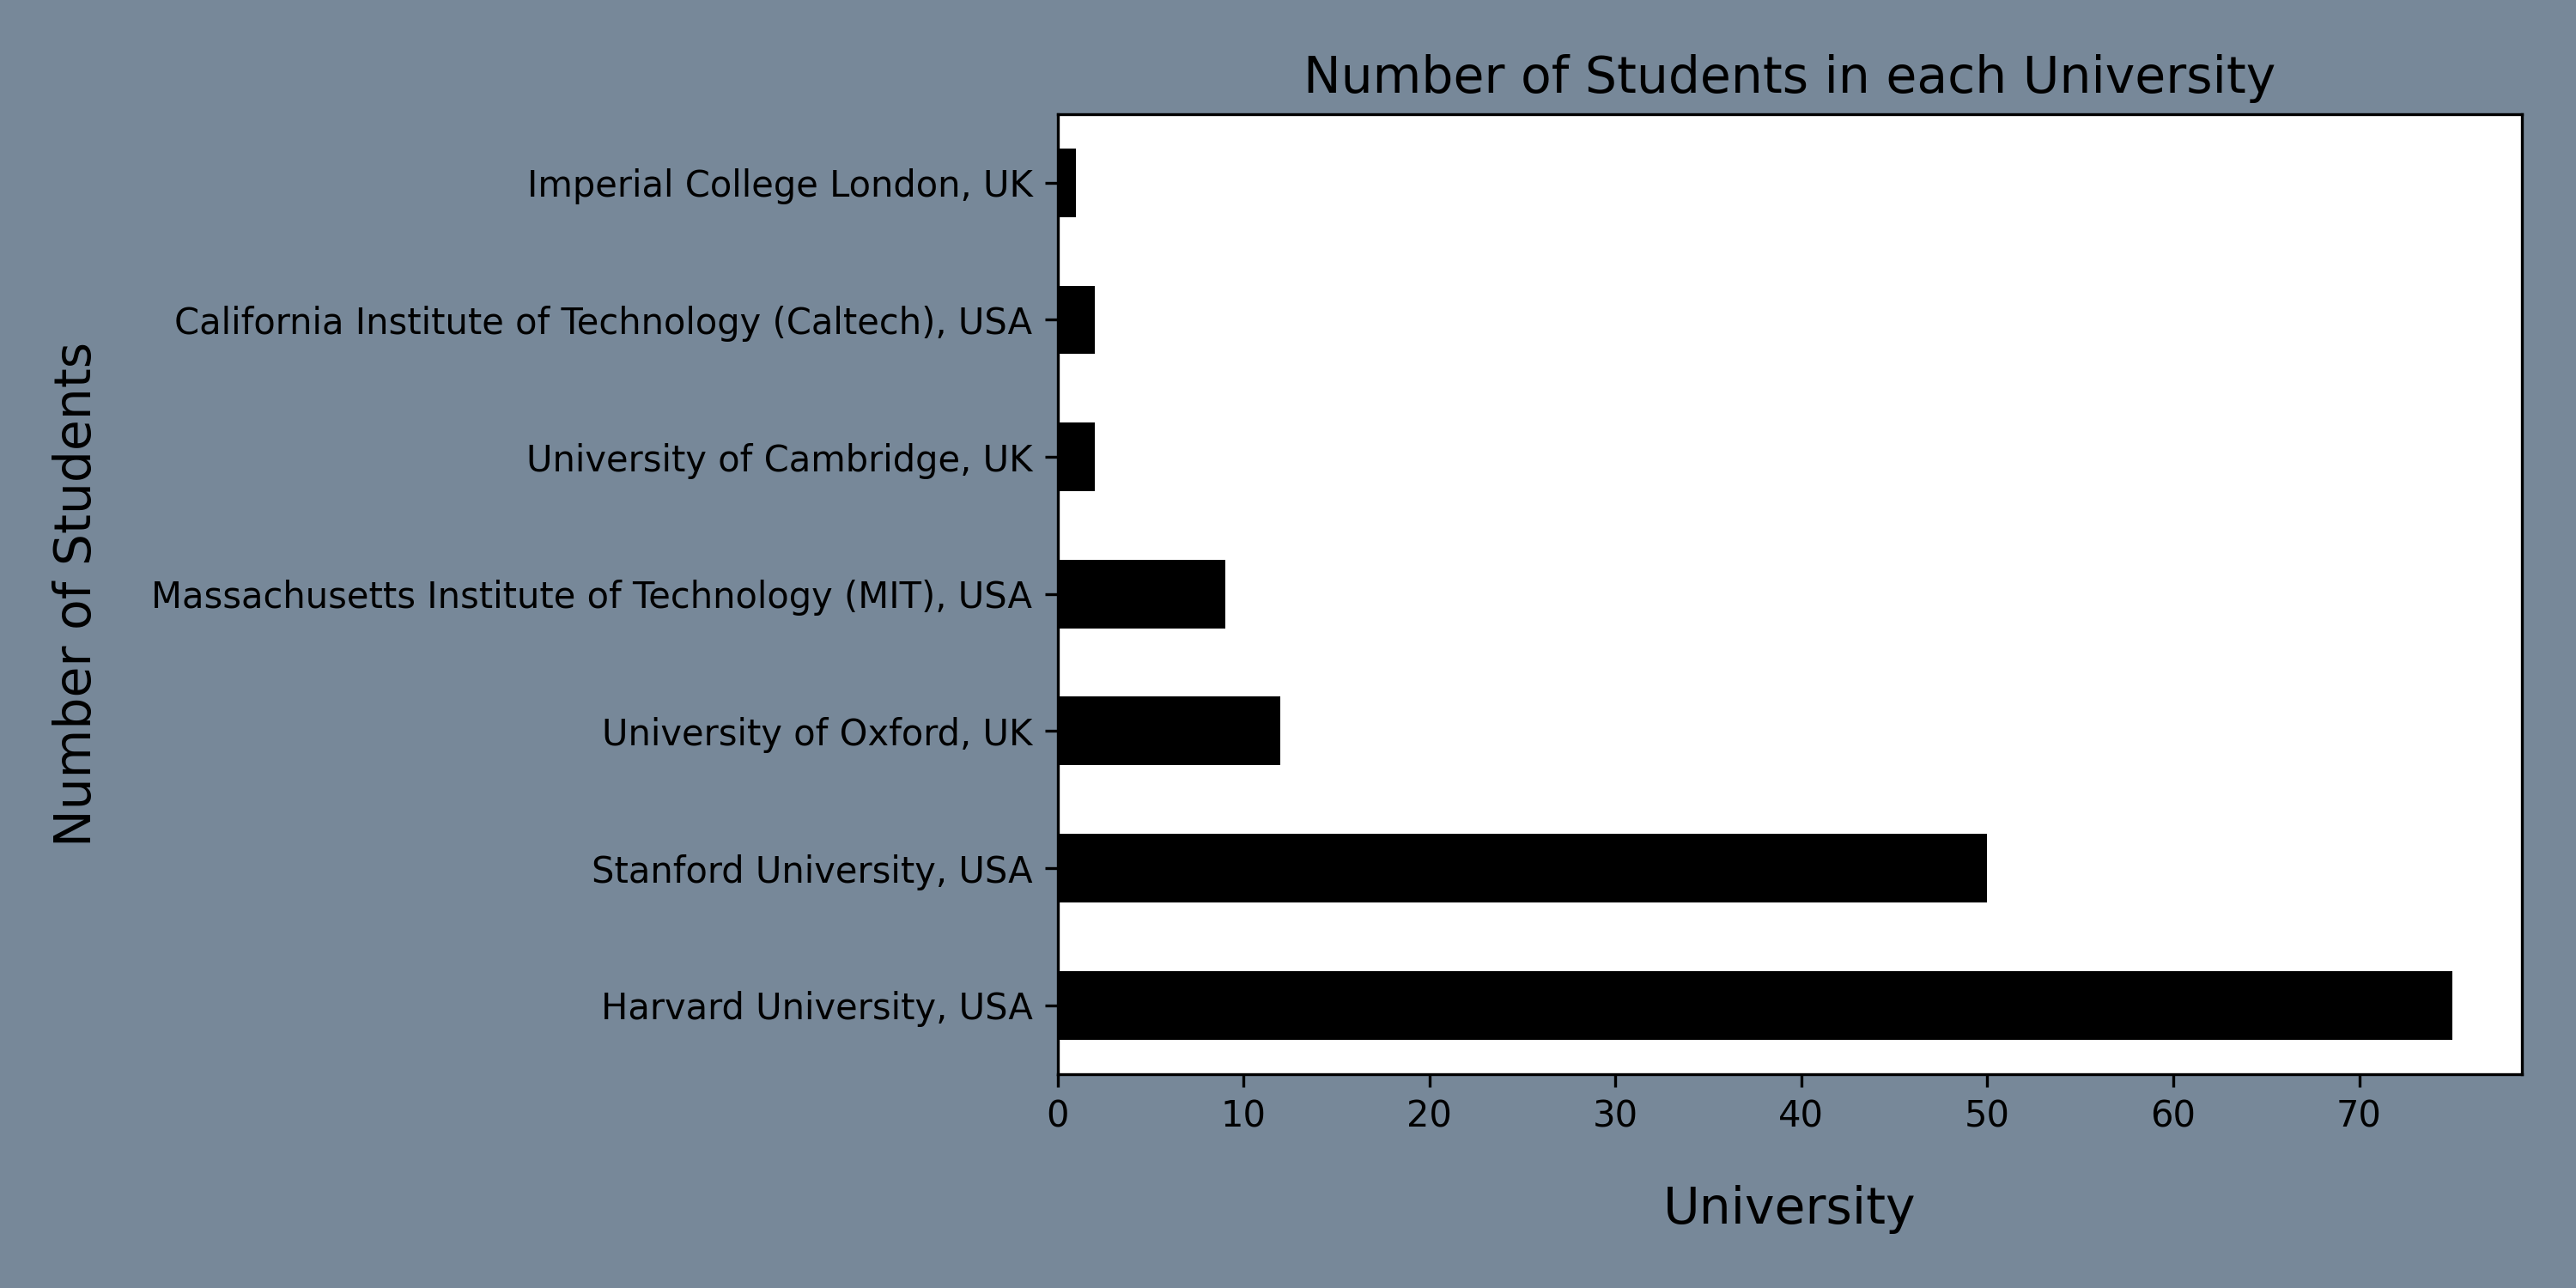 Number of Students in each University
Number of Students
Imperial College London, UK
California Institute of Technology (Caltech), USA
University of Cambridge, UK
Massachusetts Institute of Technology (MIT), USA
University of Oxford, UK
Stanford University, USA
Harvard University, USA
0 10 20 30 40 50 60 70
University